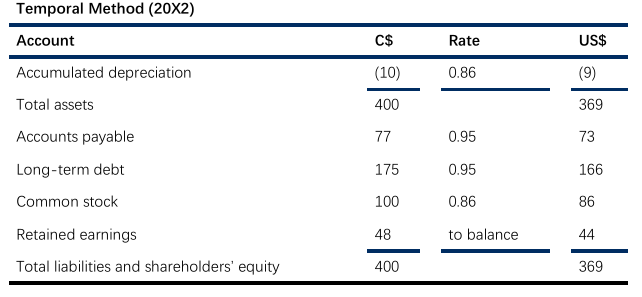 Temporal Method (20X2)
Account C$ Rate US$
Accumulated depreciation (10) 0.86 (9)
Total assets 400 369
Accounts payable 77 0.95 73
Long-term debt 175 0.95 166
Common stock 100 0.86 86
Retained earnings 48 to balance 44
Total liabilities and shareholders' equity 400 369